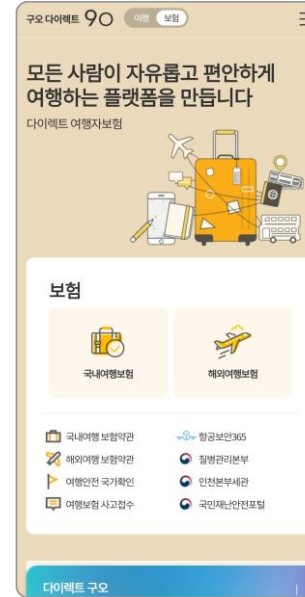 구오 다이렉트 90 여행 보험
모든 사람이 자유롭고 편안하게
여행하는 플랫폼을 만듭니다
다이렉트 여행자보험
보험
국내여행보험
해외여행보험
국내여행 보험약관
항공보안365
해외여행 보험약관
질병관리본부
여행안전 국가확인
인천본부세관
여행보험 사고접수
국민재난안전포털
다이렉트 구오